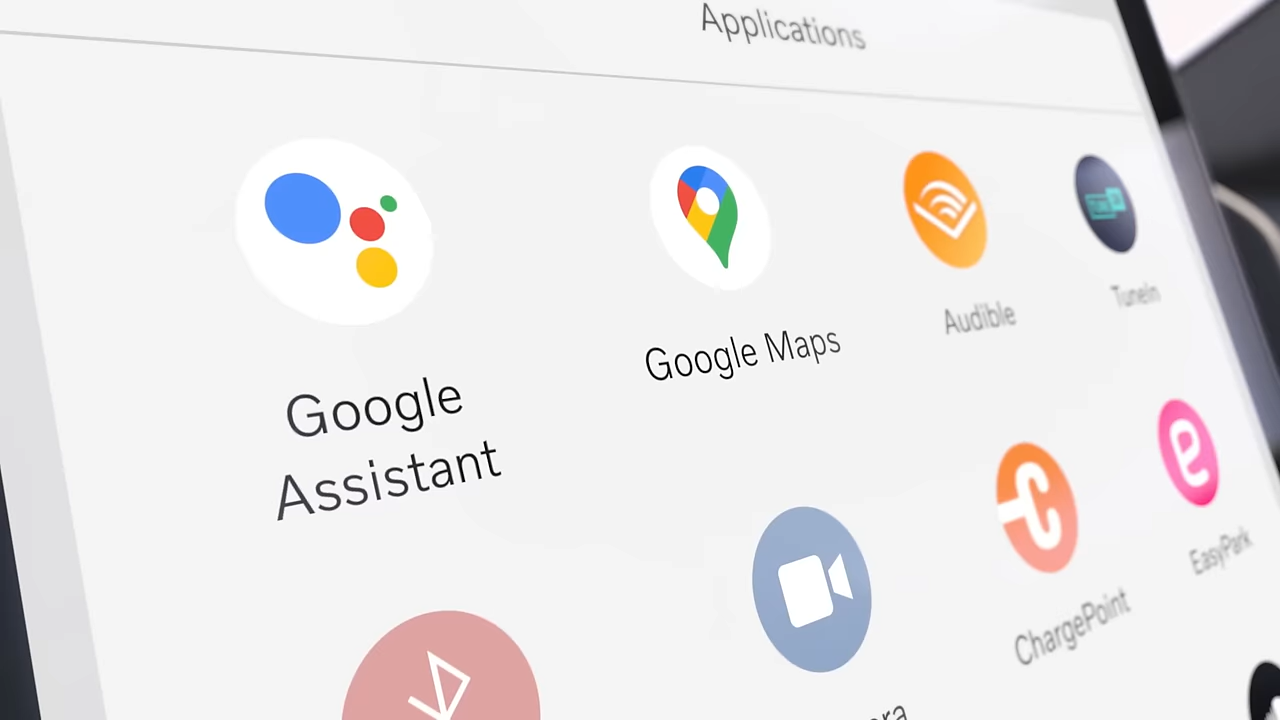 Applications
Google
Assistant
Google Maps
Audible
TuneIn
ChargePoint
EasyPark